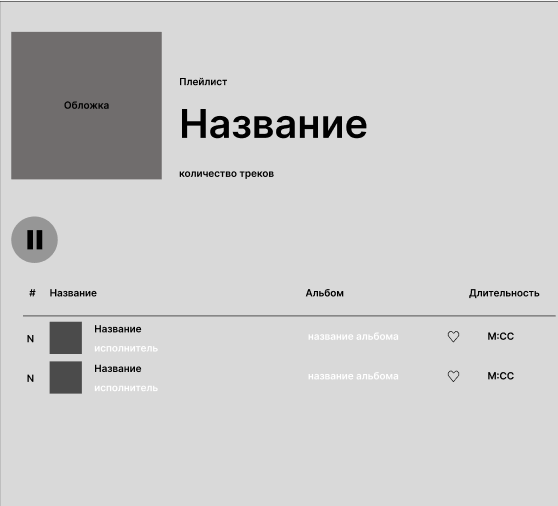 Обложка
Плейлист
Название
количество треков
# Название Альбом Длительность
N Название название альбома М:СС
исполнитель
N Название название альбома М:СС
исполнитель